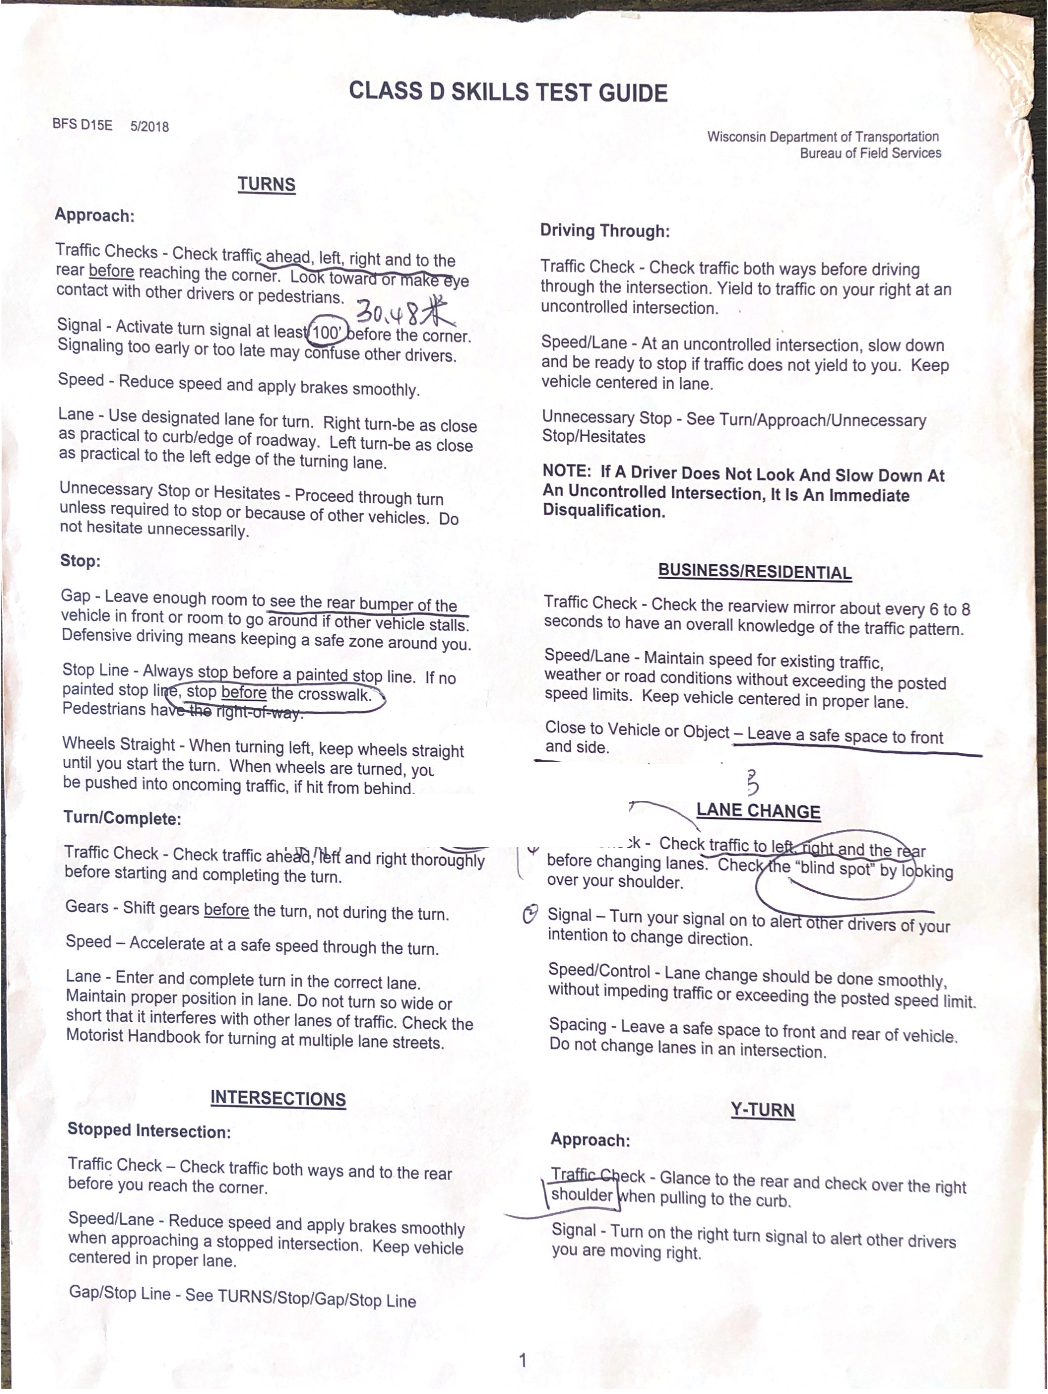 CLASS D SKILLS TEST GUIDE
BFS D15E 5/2018
Wisconsin Department of Transportation
Bureau of Field Services
TURNS
Approach:
Traffic Checks - Check traffic ahead, left, right and to the
rear before reaching the corner. Look toward or make eye
contact with other drivers or pedestrians.
30.48米
Signal - Activate turn signal at least 100' before the corner.
Signaling too early or too late may confuse other drivers.
Speed - Reduce speed and apply brakes smoothly.
Lane - Use designated lane for turn. Right turn-be as close
as practical to curb/edge of roadway. Left turn-be as close
as practical to the left edge of the turning lane.
Unnecessary Stop or Hesitates - Proceed through turn
unless required to stop or because of other vehicles. Do
not hesitate unnecessarily.
Stop:
Gap - Leave enough room to see the rear bumper of the
vehicle in front or room to go around if other vehicle stalls.
Defensive driving means keeping a safe zone around you.
Stop Line - Always stop before a painted stop line. If no
painted stop line, stop before the crosswalk.
Pedestrians have the right-of-way.
Wheels Straight - When turning left, keep wheels straight
until you start the turn. When wheels are turned, you
be pushed into oncoming traffic, if hit from behind.
Turn/Complete:
Traffic Check - Check traffic ahead, left and right thoroughly
before starting and completing the turn.
Gears - Shift gears before the turn, not during the turn.
Speed – Accelerate at a safe speed through the turn.
Lane - Enter and complete turn in the correct lane.
Maintain proper position in lane. Do not turn so wide or
short that it interferes with other lanes of traffic. Check the
Motorist Handbook for turning at multiple lane streets.
INTERSECTIONS
Stopped Intersection:
Traffic Check – Check traffic both ways and to the rear
before you reach the corner.
Speed/Lane - Reduce speed and apply brakes smoothly
when approaching a stopped intersection. Keep vehicle
centered in proper lane.
Gap/Stop Line - See TURNS/Stop/Gap/Stop Line
Driving Through:
Traffic Check - Check traffic both ways before driving
through the intersection. Yield to traffic on your right at an
uncontrolled intersection.
Speed/Lane - At an uncontrolled intersection, slow down
and be ready to stop if traffic does not yield to you. Keep
vehicle centered in lane.
Unnecessary Stop - See Turn/Approach/Unnecessary
Stop/Hesitates
NOTE: If A Driver Does Not Look And Slow Down At
An Uncontrolled Intersection, It Is An Immediate
Disqualification.
BUSINESS/RESIDENTIAL
Traffic Check - Check the rearview mirror about every 6 to 8
seconds to have an overall knowledge of the traffic pattern.
Speed/Lane - Maintain speed for existing traffic,
weather or road conditions without exceeding the posted
speed limits. Keep vehicle centered in proper lane.
Close to Vehicle or Object – Leave a safe space to front
and side.
LANE CHANGE
- Check traffic to left, right and the rear
before changing lanes. Check the "blind spot" by looking
over your shoulder.
Signal – Turn your signal on to alert other drivers of your
intention to change direction.
Speed/Control - Lane change should be done smoothly,
without impeding traffic or exceeding the posted speed limit.
Spacing - Leave a safe space to front and rear of vehicle.
Do not change lanes in an intersection.
Y-TURN
Approach:
Traffic Check - Glance to the rear and check over the right
shoulder when pulling to the curb.
Signal - Turn on the right turn signal to alert other drivers
you are moving right.
1